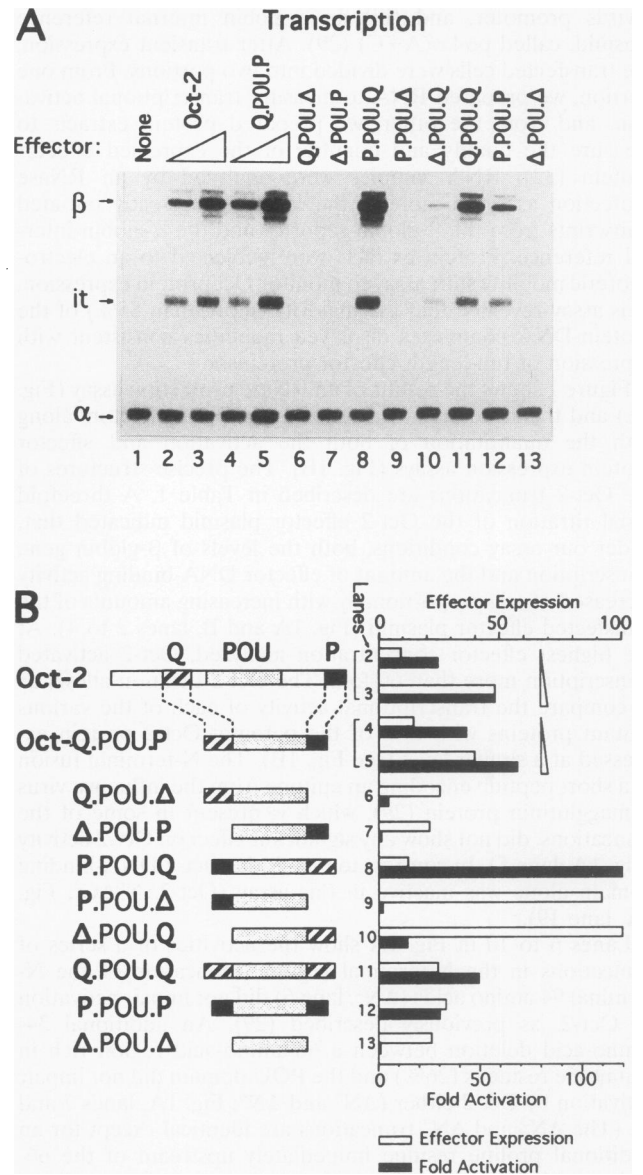 A
Transcription
Effector:
None
Oct-2
Q.POU.P
Q.POU.Δ
Δ.POU.P
P.POU.Q
P.POU.Δ
Δ.POU.Q
Q.POU.Q
P.POU.P
Δ.POU.Δ
β
it
α
1 2 3 4 5 6 7 8 9 10 11 12 13
B
Lanes
Effector Expression
0 50 100
Q POU P
Oct-2
Oct-Q.POU.P
Q.POU.Δ
Δ.POU.P
P.POU.Q
P.POU.Δ
Δ.POU.Q
Q.POU.Q
P.POU.P
Δ.POU.Δ
2
3
4
5
6
7
8
9
10
11
12
13
0 50 100
Fold Activation
Effector Expression
Fold Activation